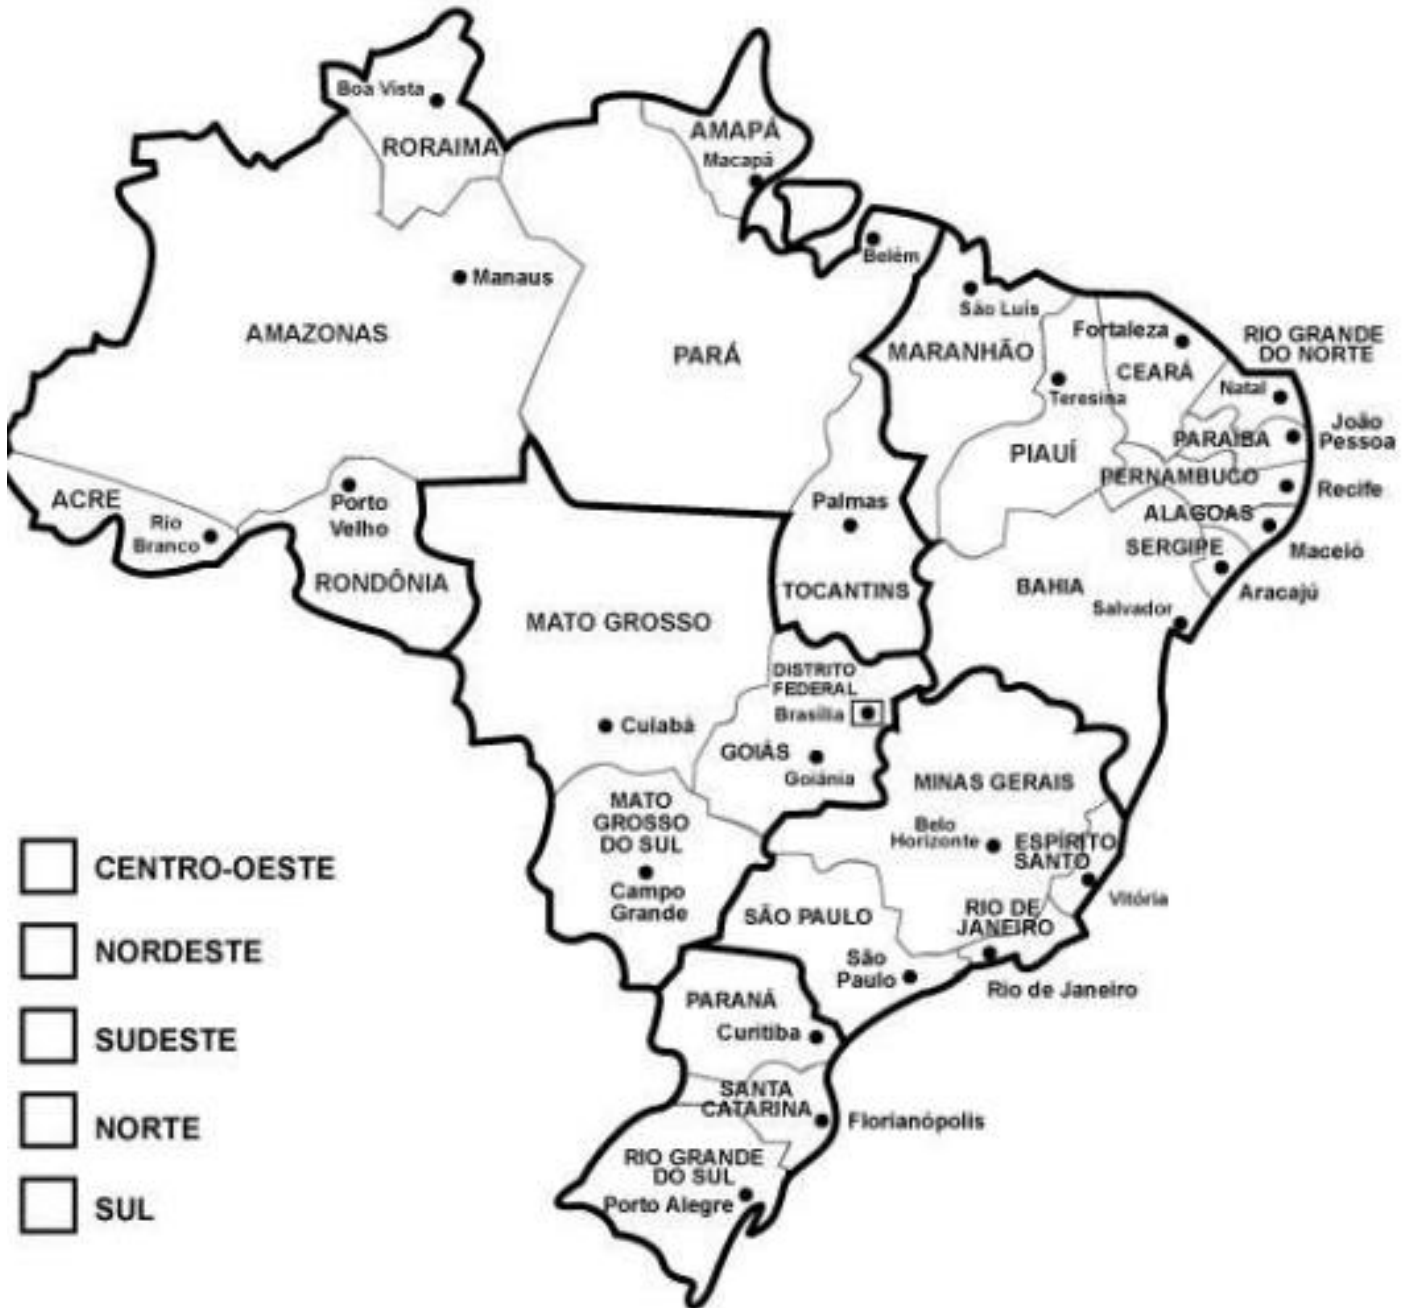 Boa Vista
RORAIMA
AMAPÁ
Macapá
Belém
Manaus
AMAZONAS
PARÁ
São Luís
MARANHÃO
Fortaleza
CEARÁ
RIO GRANDE
DO NORTE
Natal
Teresina
PIAUÍ
PARAIBA
João
Pessoa
PERNAMBUCO
Recife
ACRE
Rio
Branco
Porto
Velho
RONDÔNIA
Palmas
TOCANTINS
ALAGOAS
Maceió
SERGIPE
Aracajú
BAHIA
Salvador
MATO GROSSO
Cuiabá
DISTRITO
FEDERAL
Brasília
GOIÁS
Goiânia
MINAS GERAIS
Belo
Horizonte
ESPÍRITO
SANTO
Vitória
MATO
GROSSO
DO SUL
Campo
Grande
SÃO PAULO
São
Paulo
RIO DE
JANEIRO
Rio de Janeiro
PARANÁ
Curitiba
SANTA
CATARINA
Florianópolis
RIO GRANDE
DO SUL
Porto Alegre
CENTRO-OESTE
NORDESTE
SUDESTE
NORTE
SUL